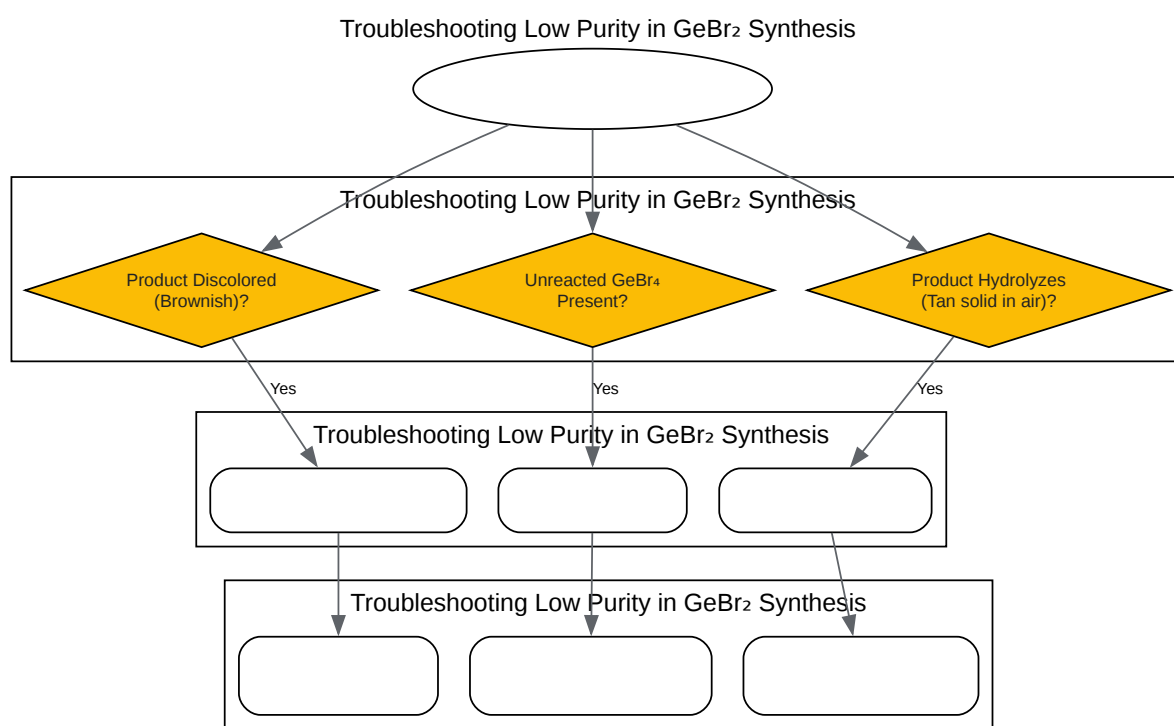 Troubleshooting Low Purity in GeBr₂ Synthesis
Troubleshooting Low Purity in GeBr₂ Synthesis
Product Discolored
(Brownish)?
Unreacted GeBr₄
Present?
Product Hydrolyzes
(Tan solid in air)?
Yes
Yes
Yes
Troubleshooting Low Purity in GeBr₂ Synthesis
Troubleshooting Low Purity in GeBr₂ Synthesis